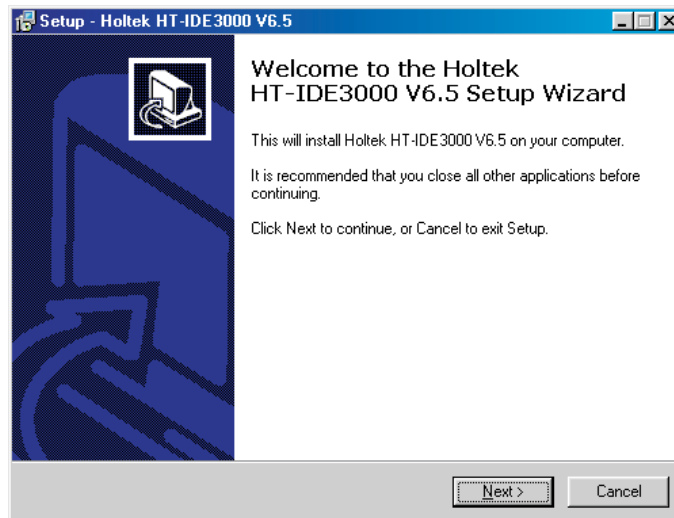 Setup - Holtek HT-IDE3000 V6.5
Welcome to the Holtek
HT-IDE3000 V6.5 Setup Wizard
This will install Holtek HT-IDE3000 V6.5 on your computer.
It is recommended that you close all other applications before
continuing.
Click Next to continue, or Cancel to exit Setup.
Next >
Cancel